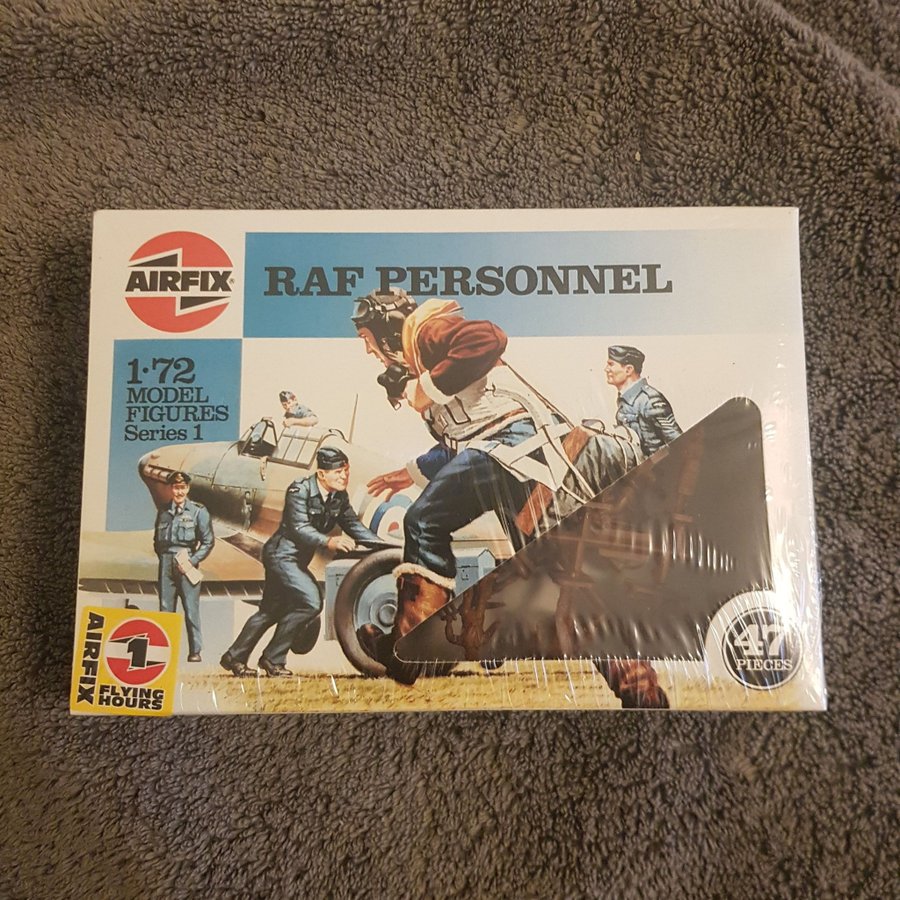 AIRFIX®
RAF PERSONNEL
1·72
MODEL
FIGURES
Series 1
AIRFIX
1
FLYING
HOURS
47
PIECES